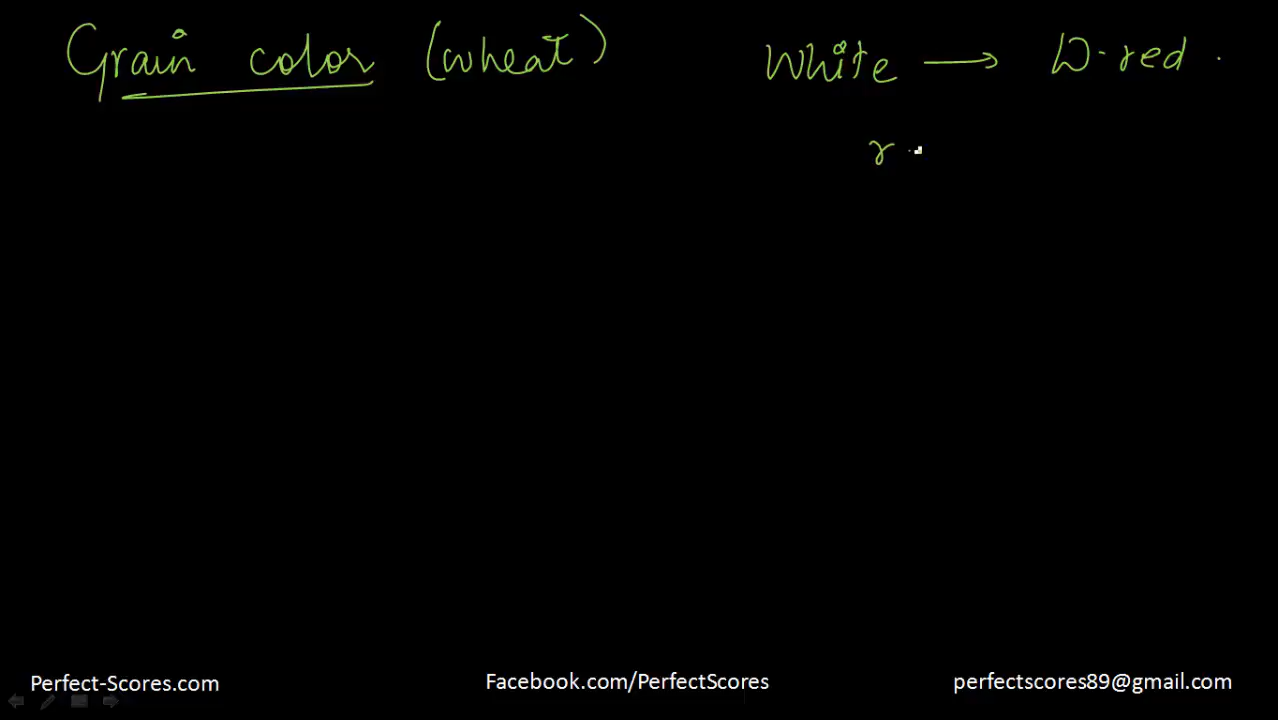 Grain color (wheat) White → D.red.
r
Perfect-Scores.com Facebook.com/PerfectScores perfectscores89@gmail.com